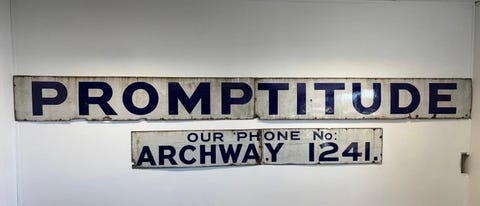 PROMPTITUDE
OUR 'PHONE No:
ARCHWAY 1241.